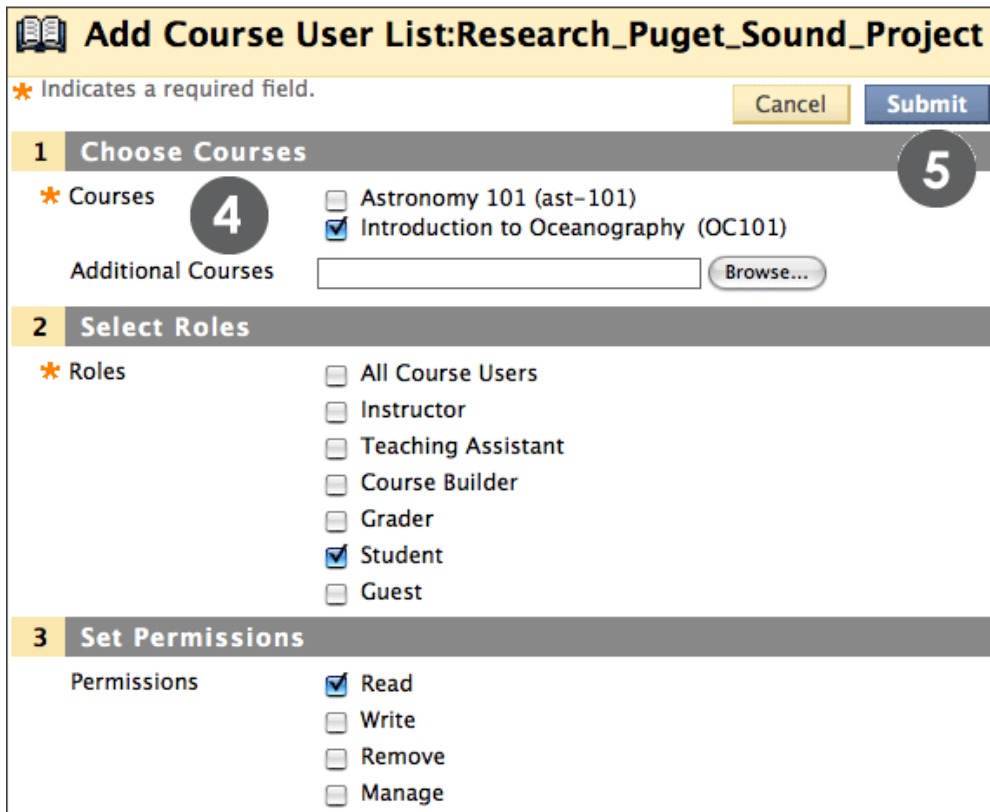 Add Course User List:Research_Puget_Sound_Project
* Indicates a required field.
Cancel Submit
1 Choose Courses
5
* Courses 4 Astronomy 101 (ast-101)
Introduction to Oceanography (OC101)
Additional Courses Browse...
2 Select Roles
* Roles All Course Users
Instructor
Teaching Assistant
Course Builder
Grader
Student
Guest
3 Set Permissions
Permissions Read
Write
Remove
Manage